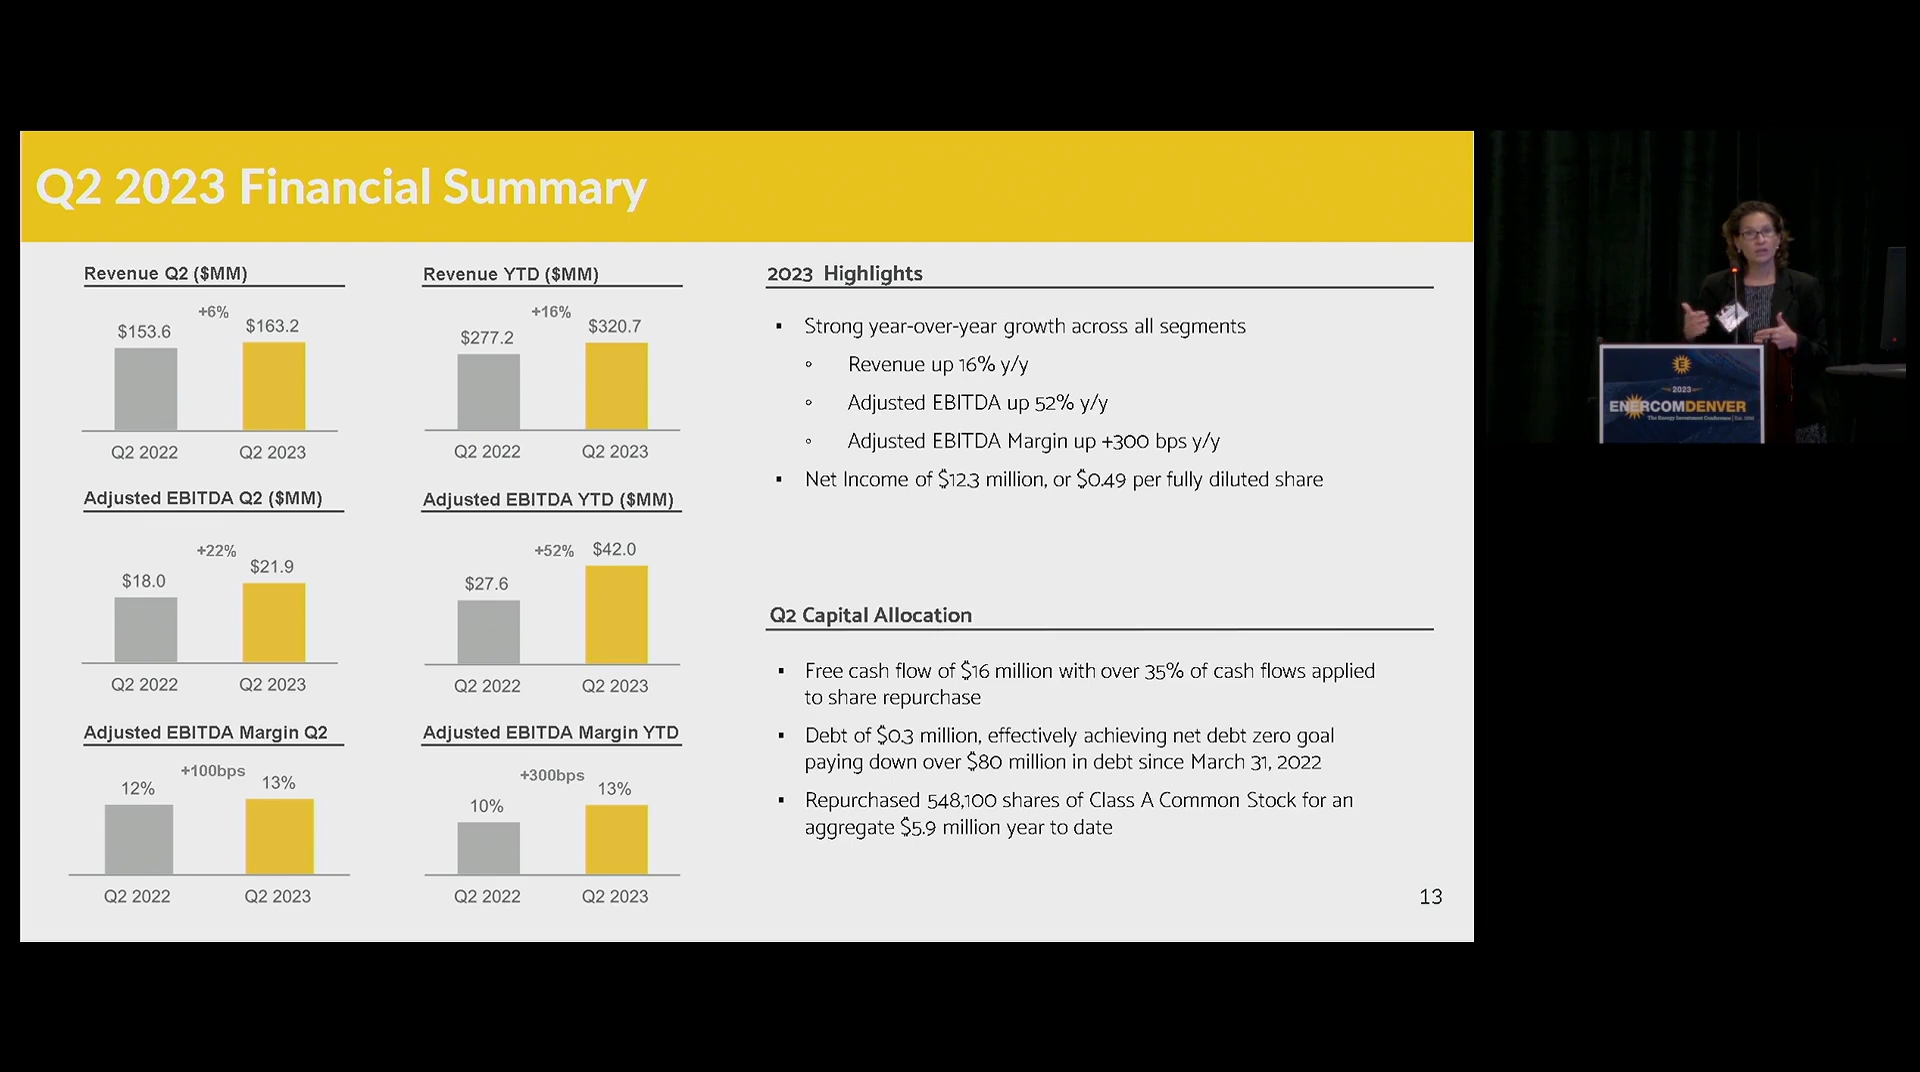 Q2 2023 Financial Summary
Revenue Q2 ($MM)
+6%
$153.6
$163.2
Q2 2022
Q2 2023
Revenue YTD ($MM)
+16%
$277.2
$320.7
Q2 2022
Q2 2023
Adjusted EBITDA Q2 ($MM)
+22%
$18.0
$21.9
Q2 2022
Q2 2023
Adjusted EBITDA YTD ($MM)
+52%
$27.6
$42.0
Q2 2022
Q2 2023
Adjusted EBITDA Margin Q2
+100bps
12%
13%
Q2 2022
Q2 2023
Adjusted EBITDA Margin YTD
+300bps
10%
13%
Q2 2022
Q2 2023
2023 Highlights
▪ Strong year-over-year growth across all segments
◦ Revenue up 16% y/y
◦ Adjusted EBITDA up 52% y/y
◦ Adjusted EBITDA Margin up +300 bps y/y
▪ Net Income of $12.3 million, or $0.49 per fully diluted share
Q2 Capital Allocation
▪ Free cash flow of $16 million with over 35% of cash flows applied
to share repurchase
▪ Debt of $0.3 million, effectively achieving net debt zero goal
paying down over $80 million in debt since March 31, 2022
▪ Repurchased 548,100 shares of Class A Common Stock for an
aggregate $5.9 million year to date
13
E
2023
ENERCOMDENVER
The Energy Investment Conference